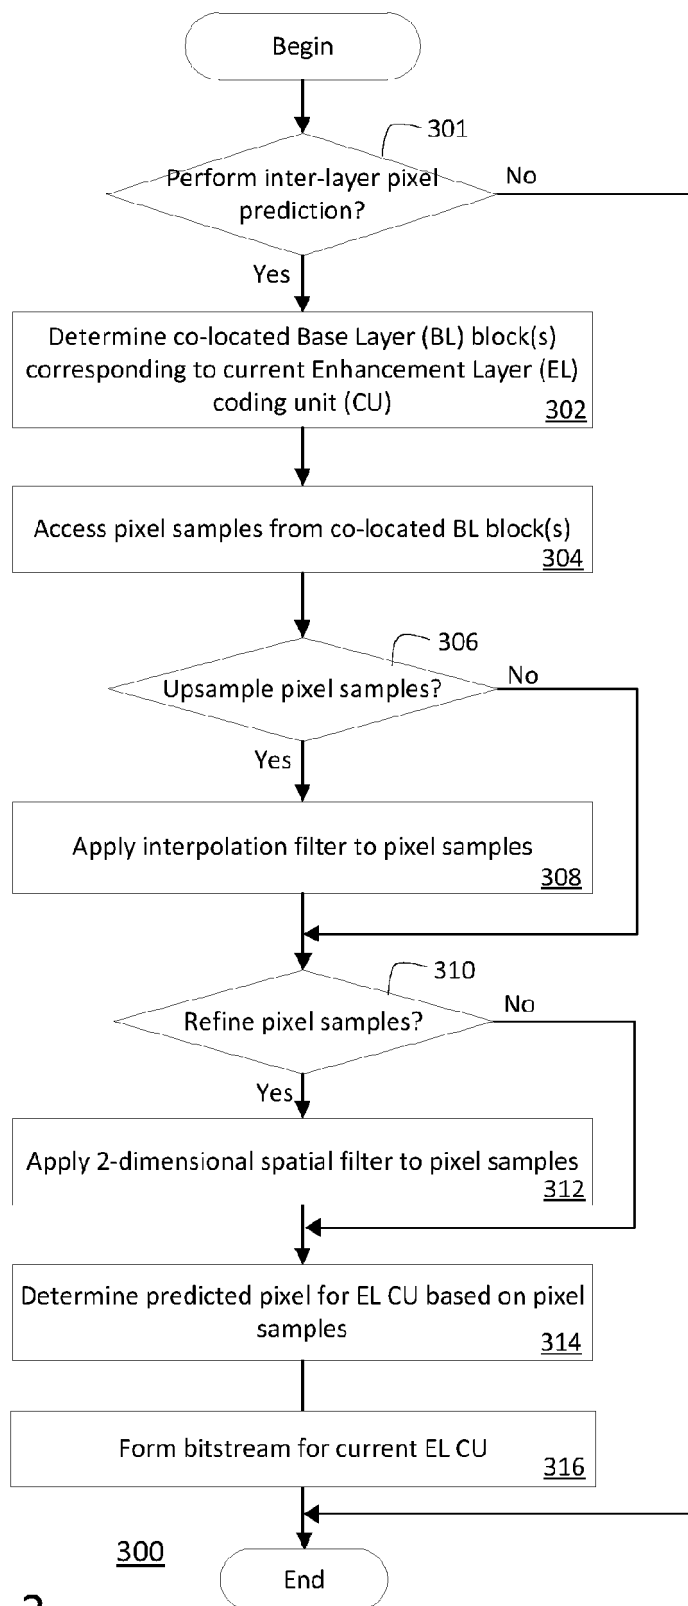 Begin
301
Perform inter-layer pixel
prediction?
No
Yes
Determine co-located Base Layer (BL) block(s)
corresponding to current Enhancement Layer (EL)
coding unit (CU)
302
Access pixel samples from co-located BL block(s)
304
306
Upsample pixel samples?
No
Yes
Apply interpolation filter to pixel samples
308
310
Refine pixel samples?
No
Yes
Apply 2-dimensional spatial filter to pixel samples
312
Determine predicted pixel for EL CU based on pixel
samples
314
Form bitstream for current EL CU
316
300
End